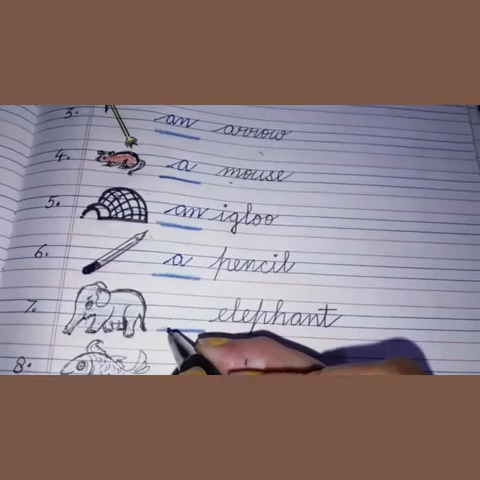 3. an arrow
4. a mouse
5. an igloo
6. a pencil
7. elephant
8.